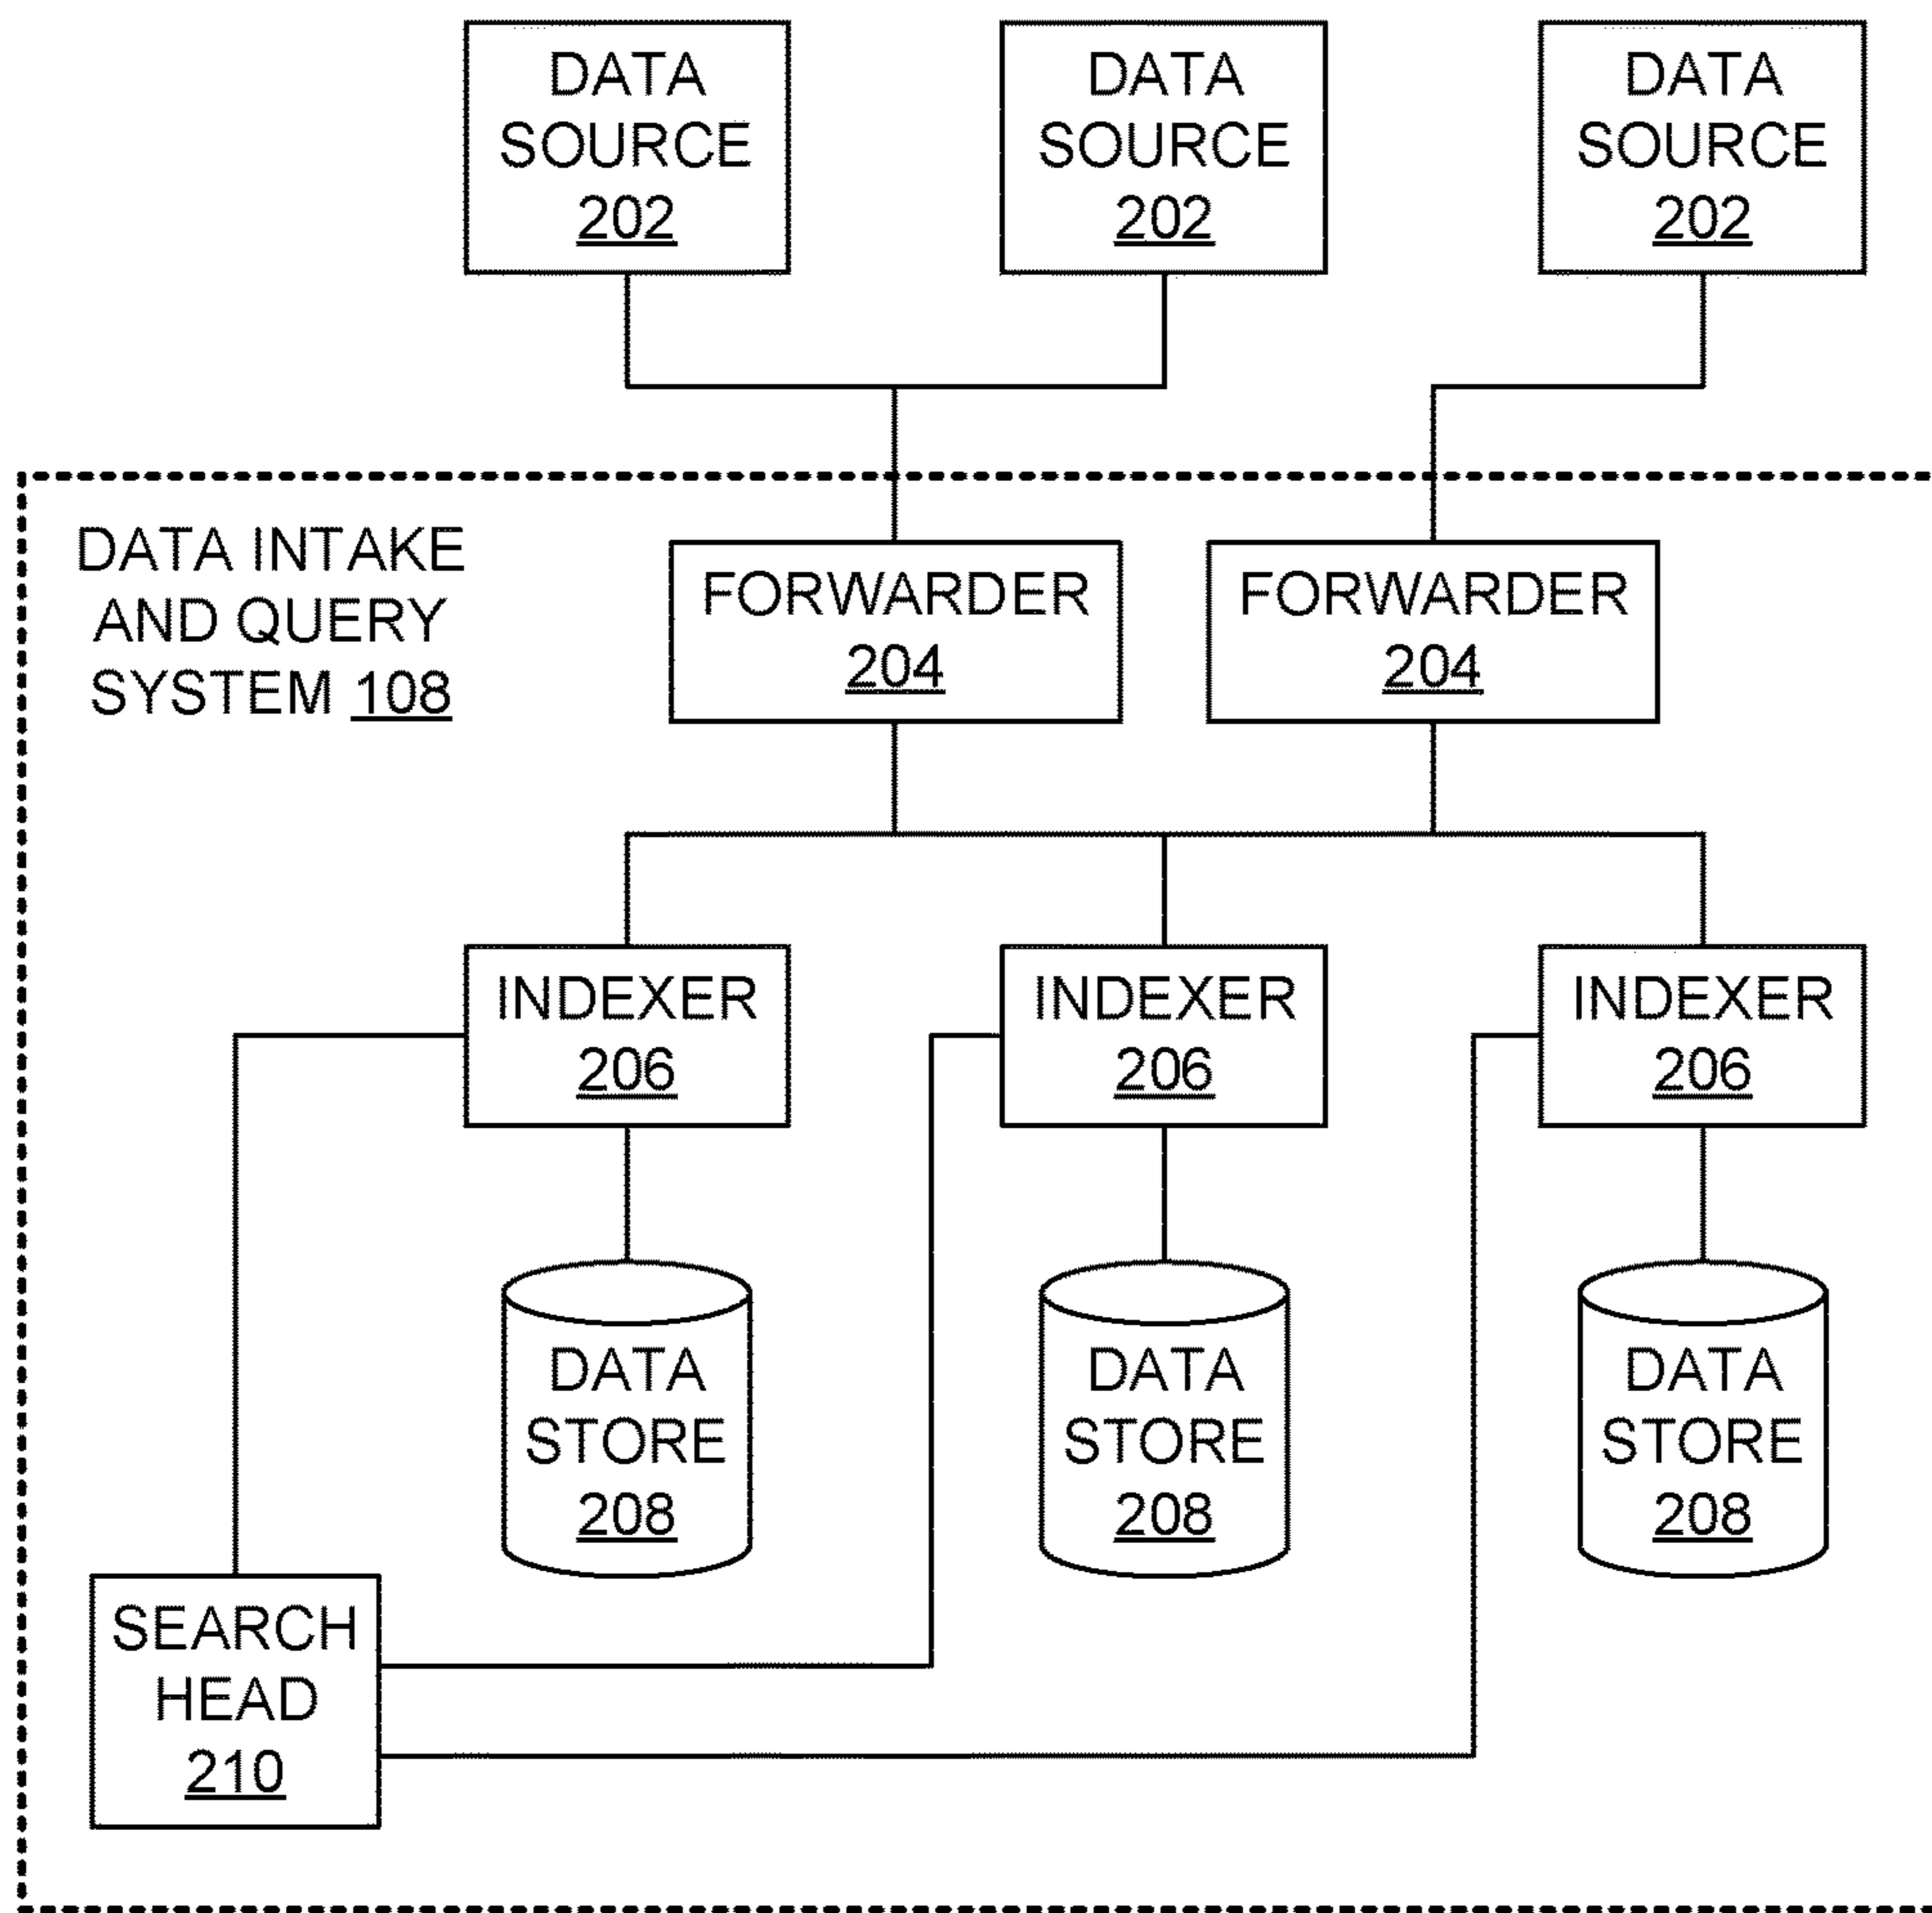 DATA
SOURCE
202
DATA
SOURCE
202
DATA
SOURCE
202
DATA INTAKE
AND QUERY
SYSTEM 108
FORWARDER
204
FORWARDER
204
INDEXER
206
INDEXER
206
INDEXER
206
DATA
STORE
208
DATA
STORE
208
DATA
STORE
208
SEARCH
HEAD
210